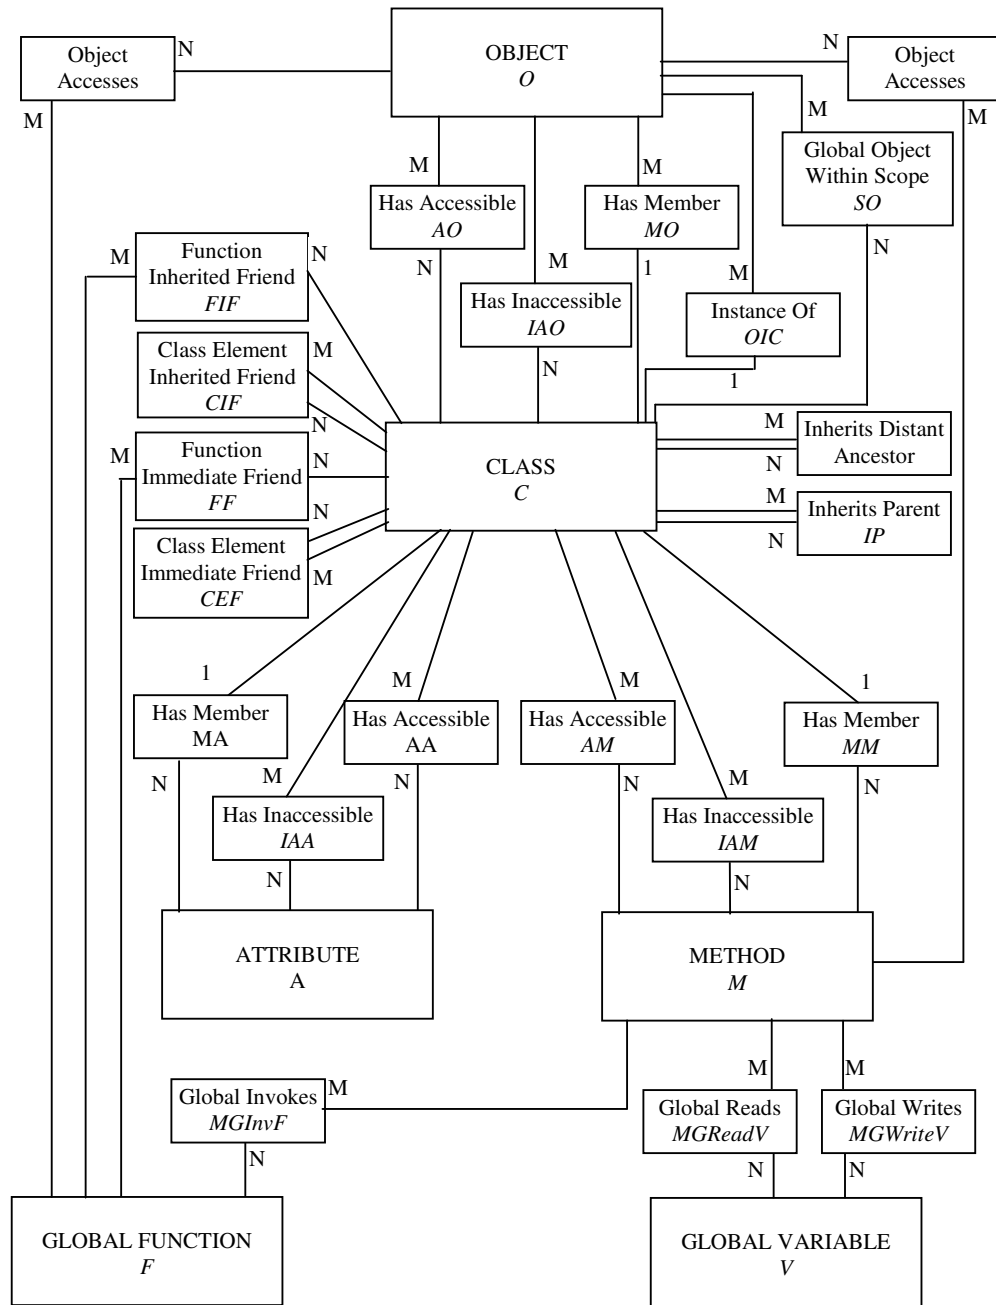 OBJECT
O
Object
Accesses
N
M
Object
Accesses
N
M
M
Has Accessible
AO
N
M
Has Inaccessible
IAO
N
M
Has Member
MO
1
M
Instance Of
OIC
1
M
Global Object
Within Scope
SO
N
M
Function
Inherited Friend
FIF
N
Class Element
Inherited Friend
CIF
M
N
M
Function
Immediate Friend
FF
N
N
Class Element
Immediate Friend
CEF
M
CLASS
C
M
Inherits Distant
Ancestor
N
M
Inherits Parent
IP
N
1
Has Member
MA
N
M
Has Inaccessible
IAA
N
M
Has Accessible
AA
N
M
Has Accessible
AM
N
M
Has Inaccessible
IAM
N
1
Has Member
MM
N
ATTRIBUTE
A
METHOD
M
Global Invokes
MGInvF
M
N
M
Global Reads
MGReadV
N
M
Global Writes
MGWriteV
N
GLOBAL FUNCTION
F
GLOBAL VARIABLE
V